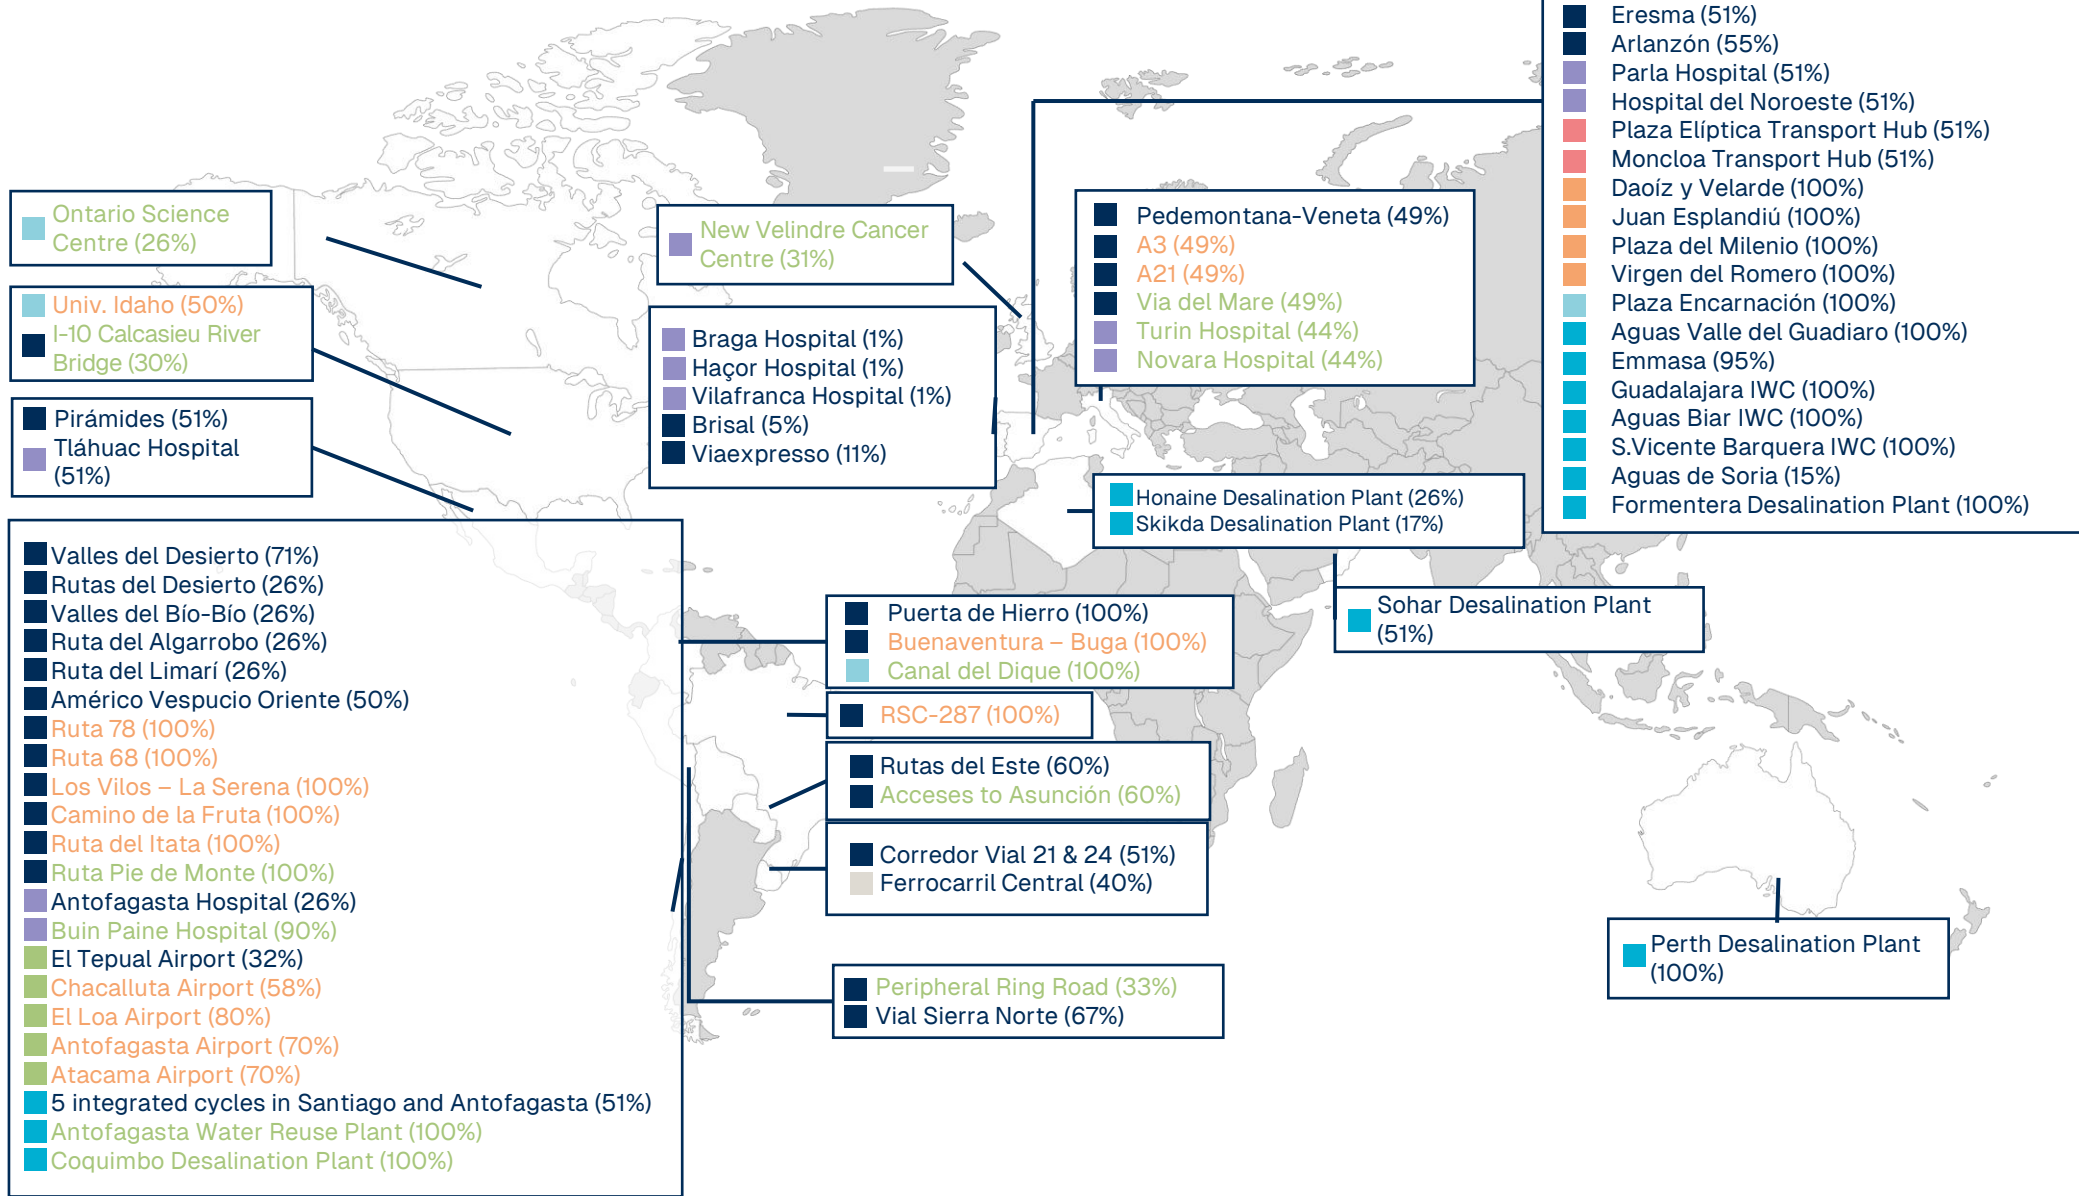 Eresma (51%)
Arlanzón (55%)
Parla Hospital (51%)
Hospital del Noroeste (51%)
Plaza Elíptica Transport Hub (51%)
Moncloa Transport Hub (51%)
Daoíz y Velarde (100%)
Juan Esplandiú (100%)
Plaza del Milenio (100%)
Virgen del Romero (100%)
Plaza Encarnación (100%)
Aguas Valle del Guadiaro (100%)
Emmasa (95%)
Guadalajara IWC (100%)
Aguas Biar IWC (100%)
S.Vicente Barquera IWC (100%)
Aguas de Soria (15%)
Formentera Desalination Plant (100%)
Ontario Science
Centre (26%)
Univ. Idaho (50%)
I-10 Calcasieu River
Bridge (30%)
Pirámides (51%)
Tláhuac Hospital
(51%)
New Velindre Cancer
Centre (31%)
Braga Hospital (1%)
Haçor Hospital (1%)
Vilafranca Hospital (1%)
Brisal (5%)
Viaexpresso (11%)
Pedemontana-Veneta (49%)
A3 (49%)
A21 (49%)
Via del Mare (49%)
Turin Hospital (44%)
Novara Hospital (44%)
Honaine Desalination Plant (26%)
Skikda Desalination Plant (17%)
Sohar Desalination Plant
(51%)
Valles del Desierto (71%)
Rutas del Desierto (26%)
Valles del Bío-Bío (26%)
Ruta del Algarrobo (26%)
Ruta del Limarí (26%)
Américo Vespucio Oriente (50%)
Ruta 78 (100%)
Ruta 68 (100%)
Los Vilos – La Serena (100%)
Camino de la Fruta (100%)
Ruta del Itata (100%)
Ruta Pie de Monte (100%)
Antofagasta Hospital (26%)
Buin Paine Hospital (90%)
El Tepual Airport (32%)
Chacalluta Airport (58%)
El Loa Airport (80%)
Antofagasta Airport (70%)
Atacama Airport (70%)
5 integrated cycles in Santiago and Antofagasta (51%)
Antofagasta Water Reuse Plant (100%)
Coquimbo Desalination Plant (100%)
Puerta de Hierro (100%)
Buenaventura – Buga (100%)
Canal del Dique (100%)
RSC-287 (100%)
Rutas del Este (60%)
Acceses to Asunción (60%)
Corredor Vial 21 & 24 (51%)
Ferrocarril Central (40%)
Peripheral Ring Road (33%)
Vial Sierra Norte (67%)
Perth Desalination Plant
(100%)